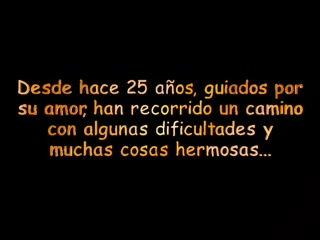 Desde hace 25 años, guiados por
su amor, han recorrido un camino
con algunas dificultades y
muchas cosas hermosas...